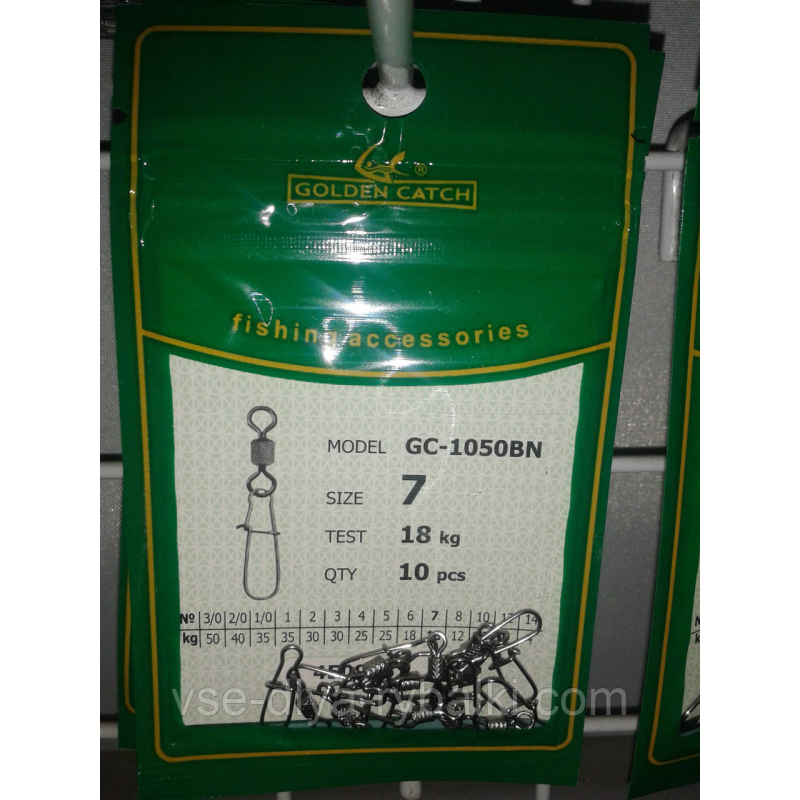 ®
GOLDEN CATCH
fishing accessories
MODEL GC-1050BN
SIZE 7
TEST 18 kg
QTY 10 pcs
№ 3/0 2/0 1/0 1 2 3 4 5 6 7 8 10 12 14
kg 50 40 35 35 30 30 25 25 18 12
vse-dlya-rybalki.com